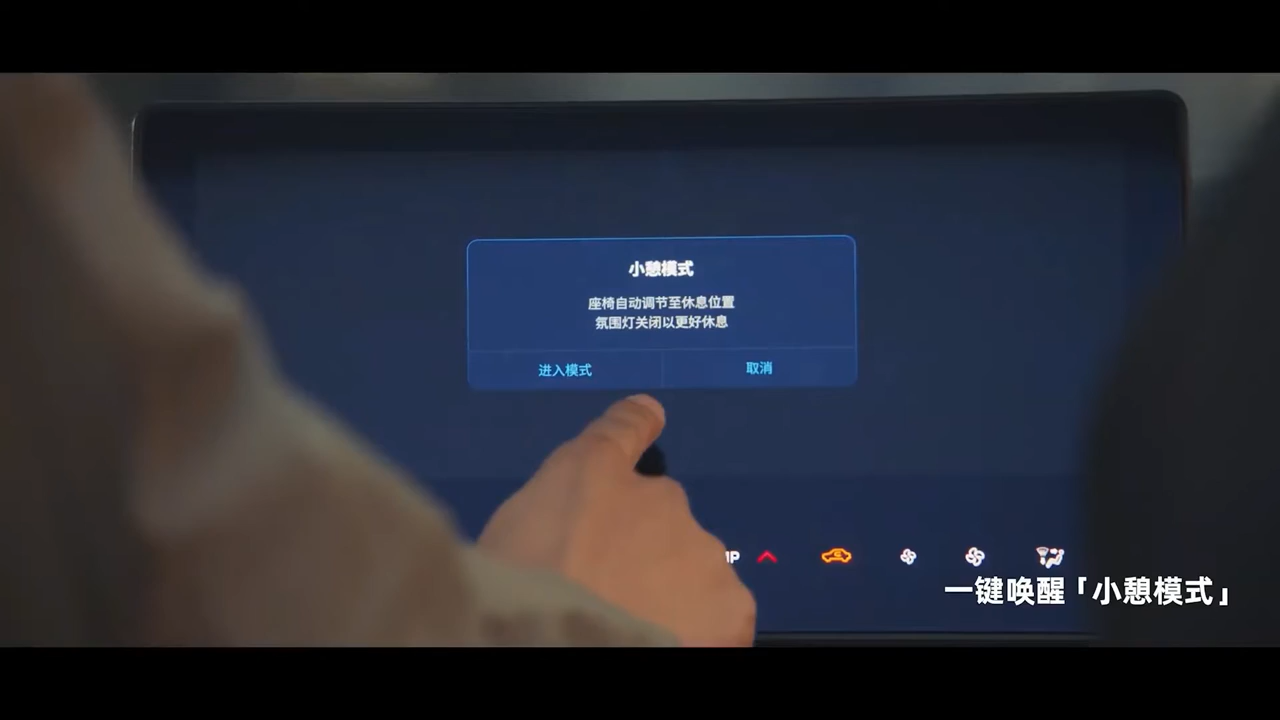 小憩模式
座椅自动调节至休息位置
氛围灯关闭以更好休息
进入模式
取消
一键唤醒「小憩模式」